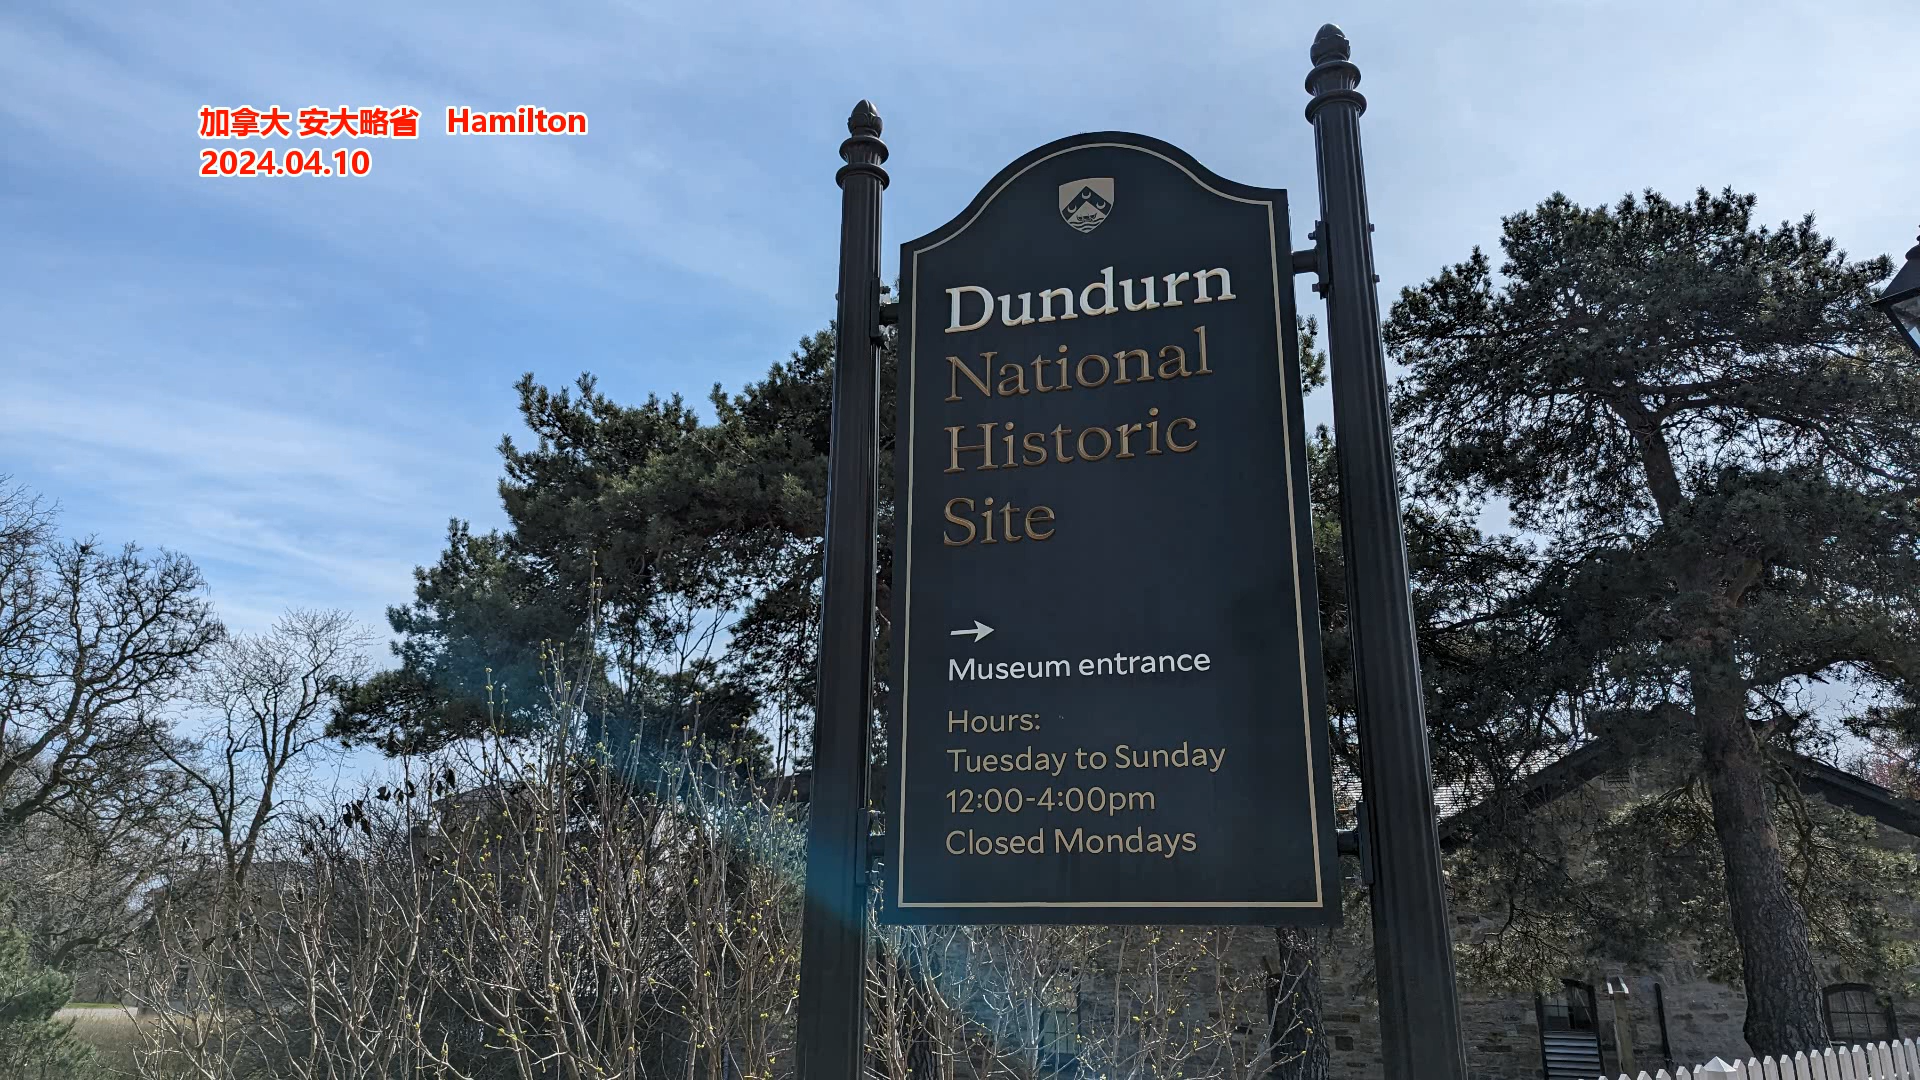 加拿大 安大略省 Hamilton
2024.04.10
Dundurn
National
Historic
Site
→
Museum entrance
Hours:
Tuesday to Sunday
12:00-4:00pm
Closed Mondays